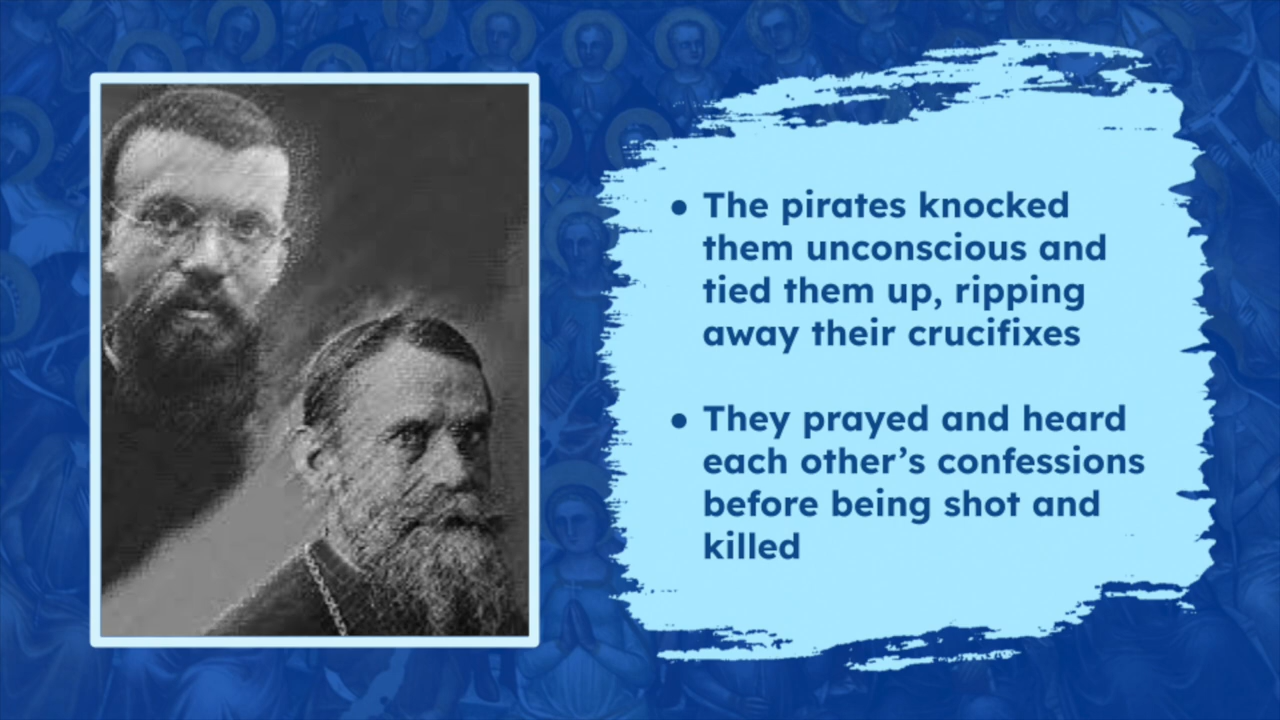 • The pirates knocked
them unconscious and
tied them up, ripping
away their crucifixes
• They prayed and heard
each other’s confessions
before being shot and
killed